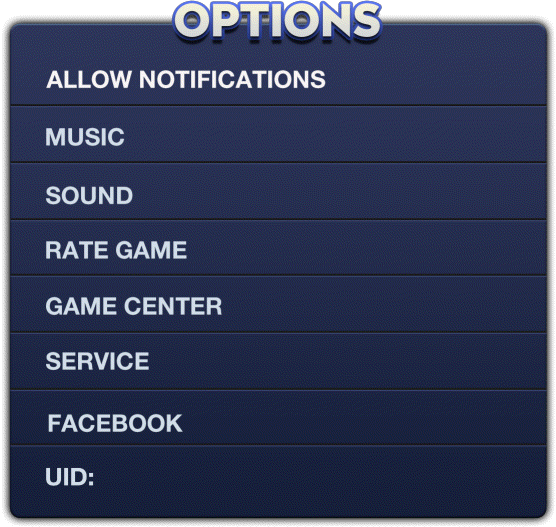 OPTIONS
ALLOW NOTIFICATIONS
MUSIC
SOUND
RATE GAME
GAME CENTER
SERVICE
FACEBOOK
UID: